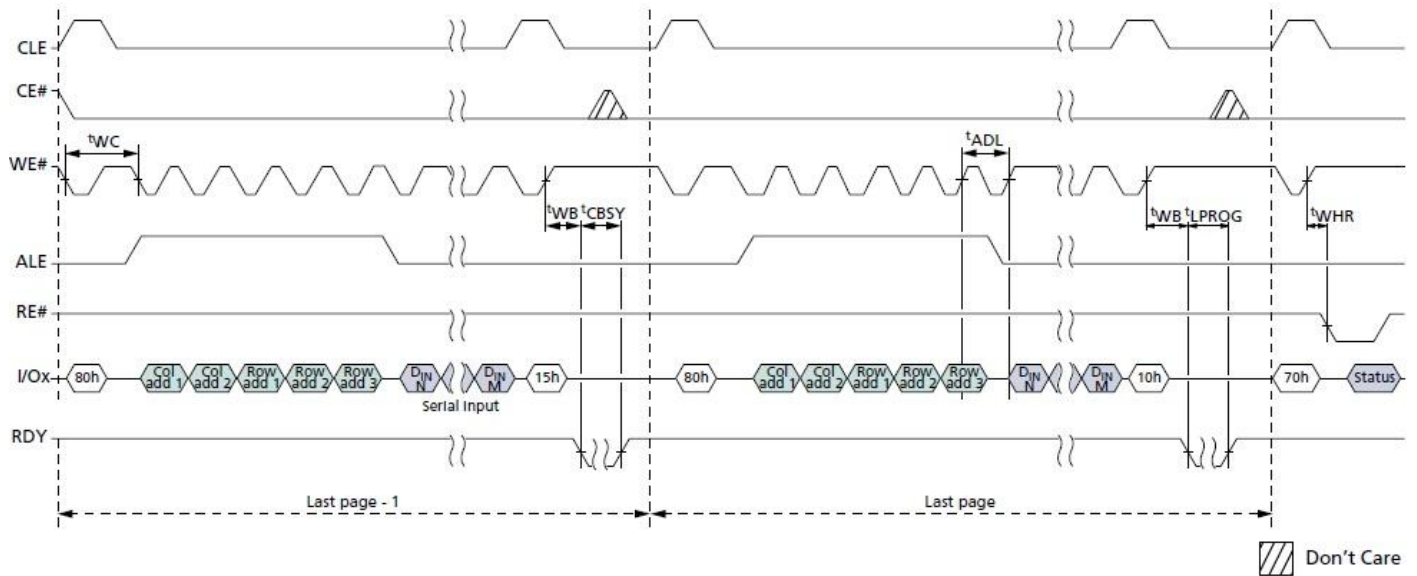 CLE
CE#
tWC
tADL
WE#
tWB tCBSY
tWB tLPROG
tWHR
ALE
RE#
I/Ox
80h
Col add 1
Col add 2
Row add 1
Row add 2
Row add 3
DIN N
DIN M
15h
80h
Col add 1
Col add 2
Row add 1
Row add 2
Row add 3
DIN N
DIN M
10h
70h
Status
Serial input
RDY
Last page - 1
Last page
Don't Care